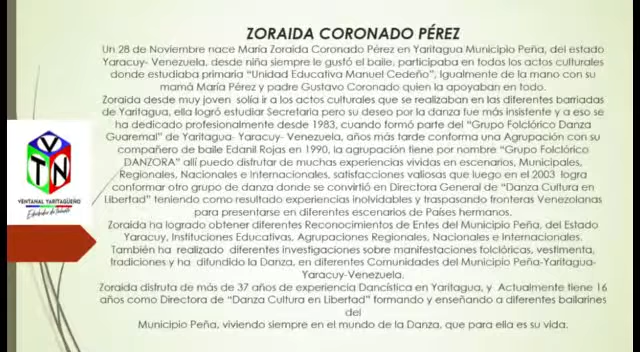 ZORAIDA CORONADO PÉREZ
Un 28 de Noviembre nace María Zoraida Coronado Pérez en Yaritagua Municipio Peña, del estado
Yaracuy- Venezuela, desde niña siempre le gustó el baile, participaba en todos los actos culturales
donde estudiaba primaria "Unidad Educativa Manuel Cedeño", Igualmente de la mano con su
mamá María Pérez y padre Gustavo Coronado quien la apoyaban en todo.
Zoraida desde muy joven solía ir a los actos culturales que se realizaban en las diferentes barriadas
de Yaritagua, ella logró estudiar Secretaria pero su deseo por la danza fue más insistente y a eso se
ha dedicado profesionalmente desde 1983, cuando formó parte del "Grupo Folclórico Danza
Guaremal" de Yaritagua- Yaracuy- Venezuela, años más tarde conforma una Agrupación con su
compañero de baile Edanil Rojas en 1990, la agrupación tiene por nombre "Grupo Folclórico
DANZORA" allí puedo disfrutar de muchas experiencias vividas en escenarios, Municipales,
Regionales, Nacionales e Internacionales, satisfacciones valiosas que luego en el 2003 logra
conformar otro grupo de danza donde se convirtió en Directora General de "Danza Cultura en
Libertad" teniendo como resultado experiencias inolvidables y traspasando fronteras Venezolanas
para presentarse en diferentes escenarios de Países hermanos.
Zoraida ha logrado obtener diferentes Reconocimientos de Entes del Municipio Peña, del Estado
Yaracuy, Instituciones Educativas, Agrupaciones Regionales, Nacionales e Internacionales.
También ha realizado diferentes investigaciones sobre manifestaciones folclóricas, vestimenta,
tradiciones y ha difundido la Danza, en diferentes Comunidades del Municipio Peña-Yaritagua-
Yaracuy-Venezuela.
Zoraida disfruta de más de 37 años de experiencia Dancística en Yaritagua, y Actualmente tiene 16
años como Directora de "Danza Cultura en Libertad" formando y enseñando a diferentes bailarines
del
Municipio Peña, viviendo siempre en el mundo de la Danza, que para ella es su vida.
VTN
VENTANAL YARITAGÜEÑO